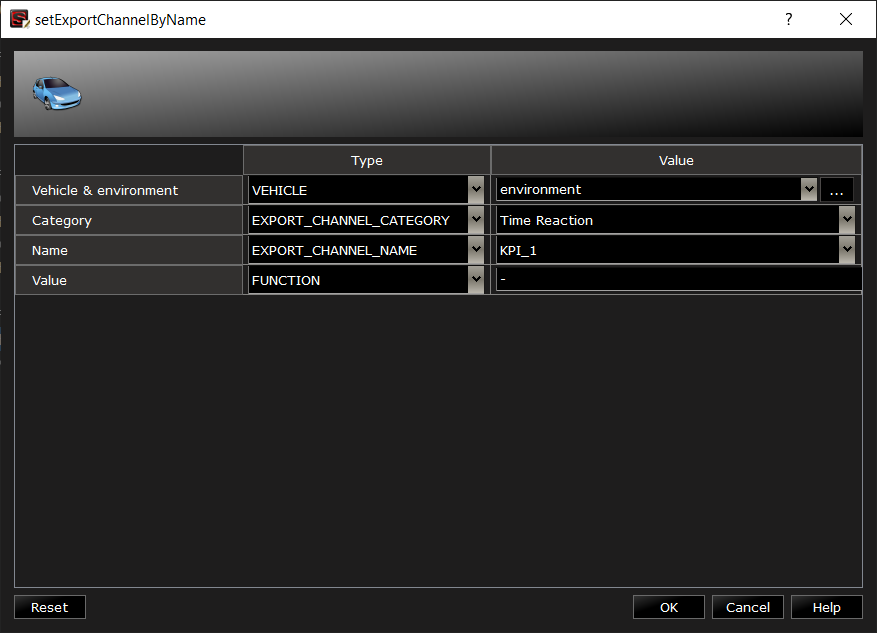 setExportChannelByName ?
Type Value
Vehicle & environment VEHICLE environment ...
Category EXPORT_CHANNEL_CATEGORY Time Reaction
Name EXPORT_CHANNEL_NAME KPI_1
Value FUNCTION -
Reset OK Cancel Help